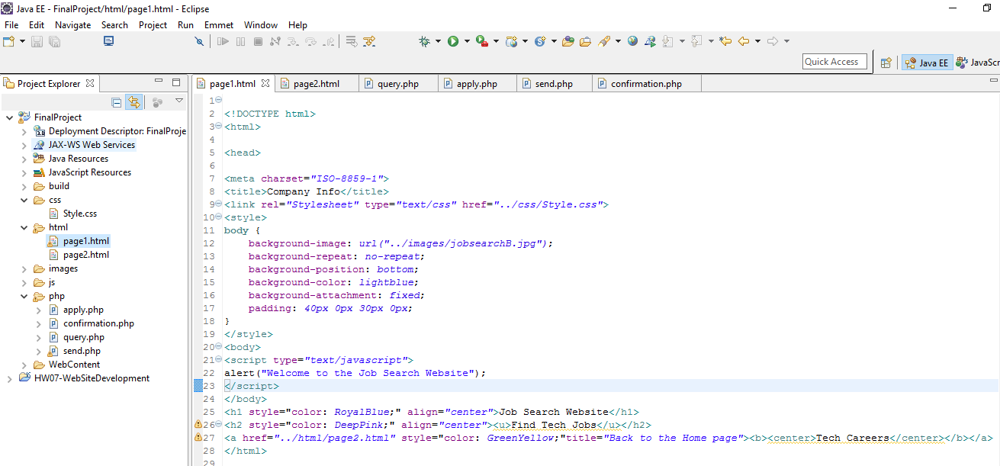 Java EE - FinalProject/html/page1.html - Eclipse
File Edit Navigate Search Project Run Emmet Window Help
Quick Access
Java EE
JavaScr
Project Explorer
page1.html
page2.html
query.php
apply.php
send.php
confirmation.php
FinalProject
Deployment Descriptor: FinalProje
JAX-WS Web Services
Java Resources
JavaScript Resources
build
css
Style.css
html
page1.html
page2.html
images
js
php
apply.php
confirmation.php
query.php
send.php
WebContent
HW07-WebSiteDevelopment
1
2 <!DOCTYPE html>
3 <html>
4
5 <head>
6
7 <meta charset="ISO-8859-1">
8 <title>Company Info</title>
9 <link rel="Stylesheet" type="text/css" href="../css/Style.css">
10 <style>
11 body {
12 background-image: url("../images/jobsearchB.jpg");
13 background-repeat: no-repeat;
14 background-position: bottom;
15 background-color: lightblue;
16 background-attachment: fixed;
17 padding: 40px 0px 30px 0px;
18 }
19 </style>
20 <body>
21 <script type="text/javascript">
22 alert("Welcome to the Job Search Website");
23 </script>
24 </body>
25 <h1 style="color: RoyalBlue;" align="center">Job Search Website</h1>
26 <h2 style="color: DeepPink;" align="center"><u>Find Tech Jobs</u></h2>
27 <a href="../html/page2.html" style="color: GreenYellow;"title="Back to the Home page"><b><center>Tech Careers</center></b></a>
28 </html>
29